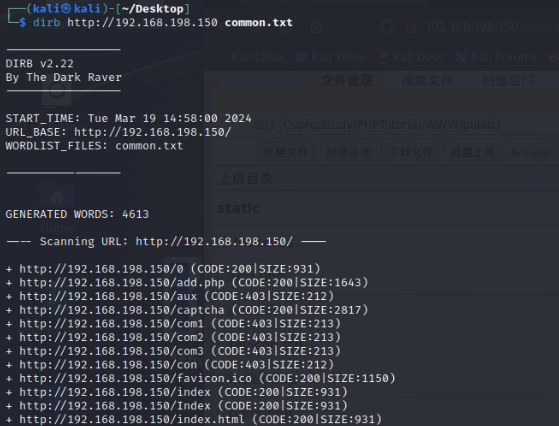 (kali㉿kali)-[~/Desktop]
$ dirb http://192.168.198.150 common.txt
DIRB v2.22
By The Dark Raver
START_TIME: Tue Mar 19 14:58:00 2024
URL_BASE: http://192.168.198.150/
WORDLIST_FILES: common.txt
GENERATED WORDS: 4613
---- Scanning URL: http://192.168.198.150/ ----
+ http://192.168.198.150/0 (CODE:200|SIZE:931)
+ http://192.168.198.150/add.php (CODE:200|SIZE:1643)
+ http://192.168.198.150/aux (CODE:403|SIZE:212)
+ http://192.168.198.150/captcha (CODE:200|SIZE:2817)
+ http://192.168.198.150/com1 (CODE:403|SIZE:213)
+ http://192.168.198.150/com2 (CODE:403|SIZE:213)
+ http://192.168.198.150/com3 (CODE:403|SIZE:213)
+ http://192.168.198.150/con (CODE:403|SIZE:212)
+ http://192.168.198.150/favicon.ico (CODE:200|SIZE:1150)
+ http://192.168.198.150/index (CODE:200|SIZE:931)
+ http://192.168.198.150/Index (CODE:200|SIZE:931)
+ http://192.168.198.150/index.html (CODE:200|SIZE:931)
192.168.198.150
Kali Linux Kali Tools Kali Docs Kali Forums
文件管理 搜索文件 扫描后门
C:/phpStudy/PHPTutorial/WWW/public/
新建文件 创建目录 下载文件 批量上传 Browse
上级目录
static
Home